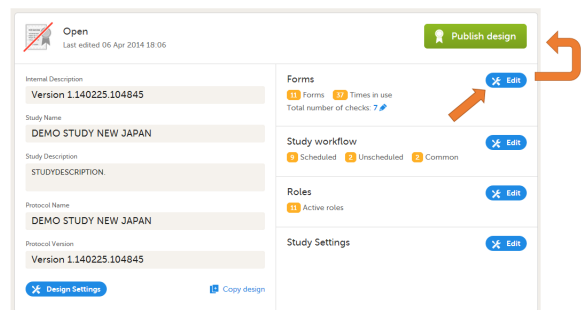 Open
Last edited 06 Apr 2014 18:06
Publish design
Internal Description
Version 1.140225.104845
Study Name
DEMO STUDY NEW JAPAN
Study Description
STUDYDESCRIPTION.
Protocol Name
DEMO STUDY NEW JAPAN
Protocol Version
Version 1.140225.104845
Design Settings
Copy design
Forms
Edit
11 Forms 37 Times in use
Total number of checks: 7
Study workflow
Edit
9 Scheduled 2 Unscheduled 2 Common
Roles
Edit
11 Active roles
Study Settings
Edit